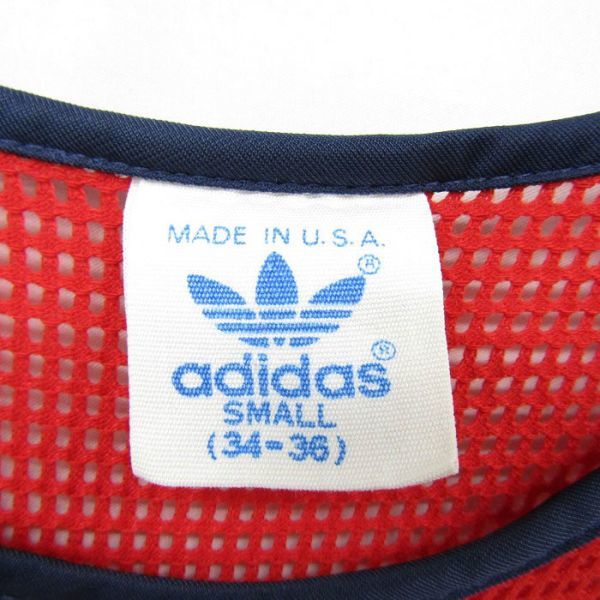 MADE IN U.S.A.
®
adidas®
SMALL
(34-36)